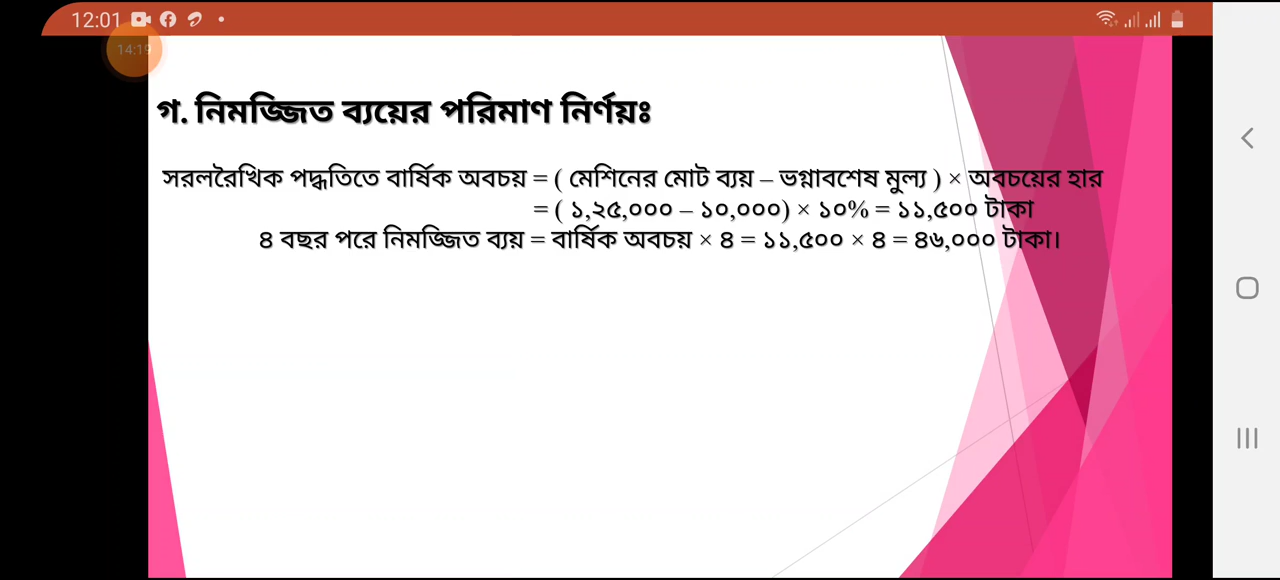 12:01
14:19
গ. নিমজ্জিত ব্যয়ের পরিমাণ নির্ণয়ঃ
সরলরৈখিক পদ্ধতিতে বার্ষিক অবচয় = ( মেশিনের মোট ব্যয় – ভগ্নাবশেষ মুল্য ) × অবচয়ের হার
= ( ১,২৫,০০০ – ১০,০০০) × ১০% = ১১,৫০০ টাকা
৪ বছর পরে নিমজ্জিত ব্যয় = বার্ষিক অবচয় × ৪ = ১১,৫০০ × ৪ = ৪৬,০০০ টাকা।